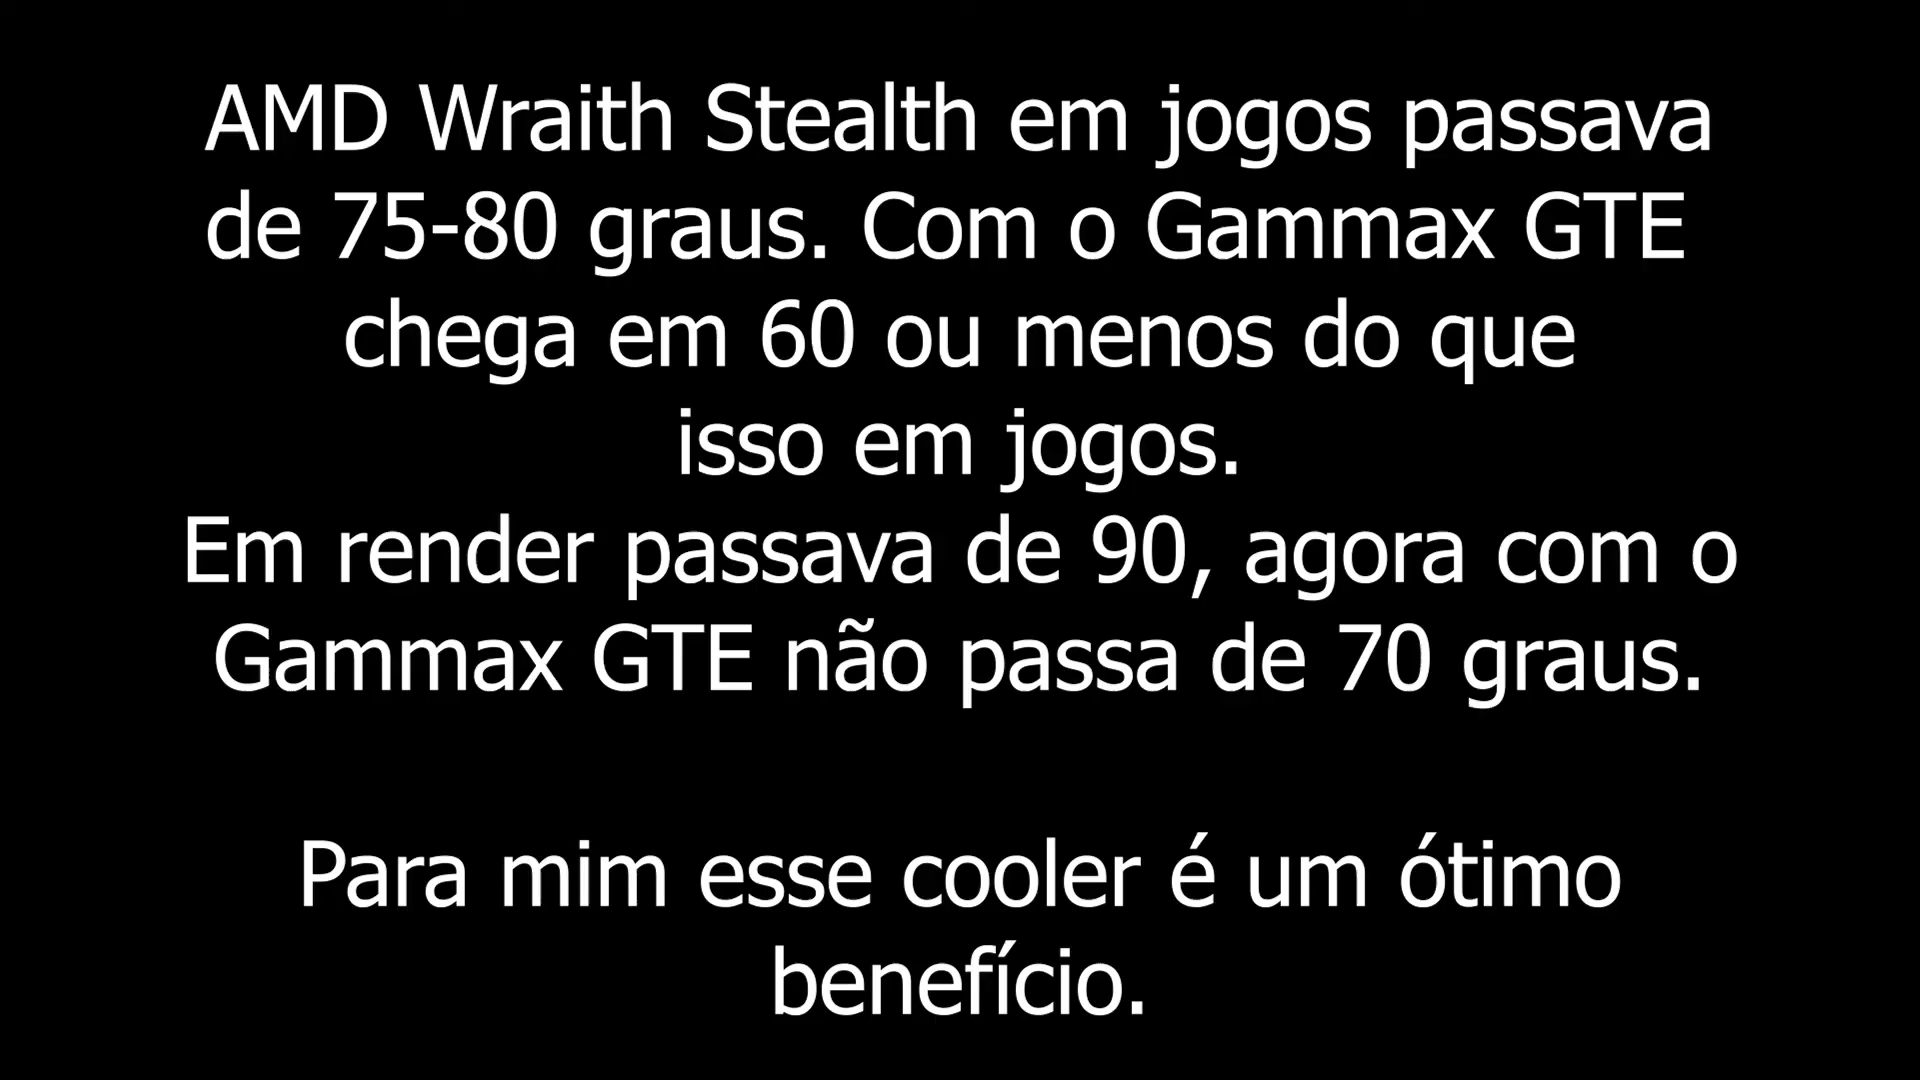 AMD Wraith Stealth em jogos passava
de 75-80 graus. Com o Gammax GTE
chega em 60 ou menos do que
isso em jogos.
Em render passava de 90, agora com o
Gammax GTE não passa de 70 graus.
Para mim esse cooler é um ótimo
benefício.